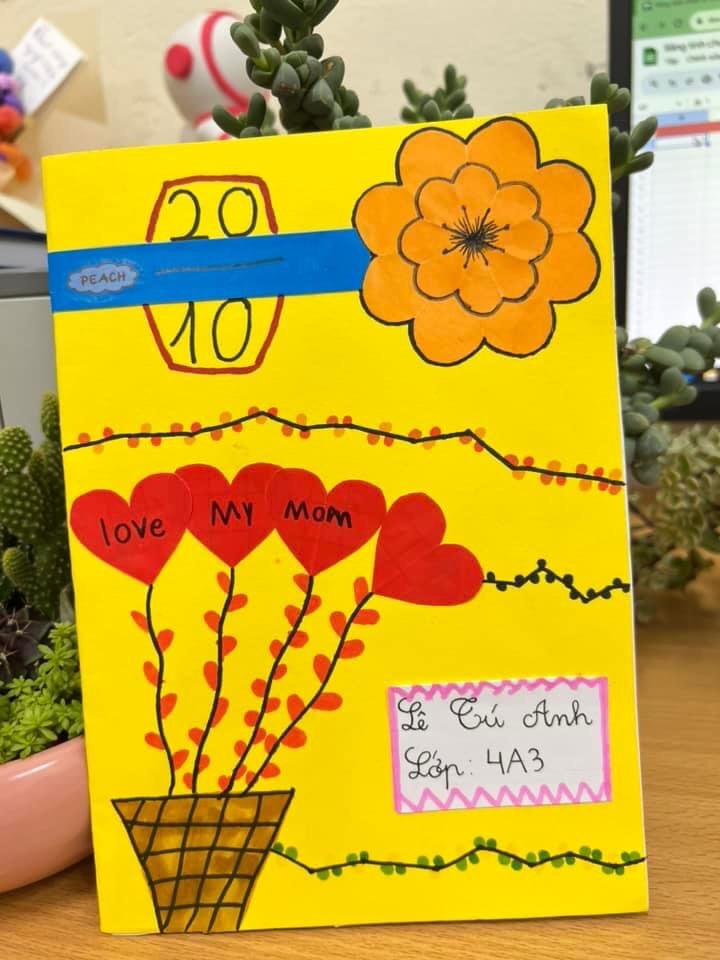 20
PEACH
10
love My Mom
Lê Tú Anh
Lớp: 4A3